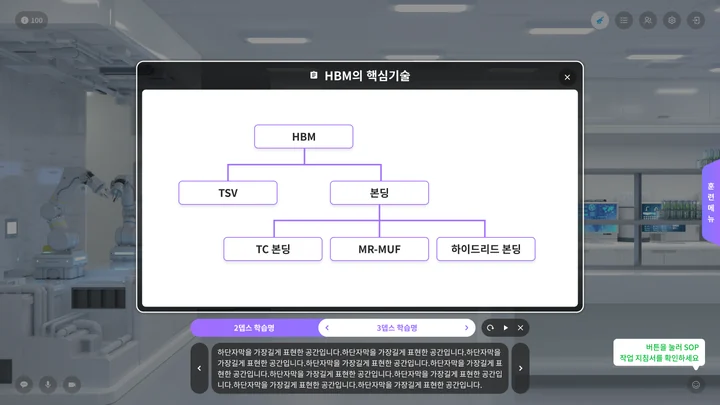 100
HBM의 핵심기술
HBM
TSV
본딩
TC 본딩
MR-MUF
하이드리드 본딩
훈련메뉴
2뎁스 학습명
3뎁스 학습명
하단자막을 가장길게 표현한 공간입니다.하단자막을 가장길게 표현한 공간입니다.하단자막을
가장길게 표현한 공간입니다.하단자막을 가장길게 표현한 공간입니다.하단자막을 가장길게 표
현한 공간입니다.하단자막을 가장길게 표현한 공간입니다.하단자막을 가장길게 표현한 공간입
니다.하단자막을 가장길게 표현한 공간입니다.하단자막을 가장길게 표현한 공간입니다.
버튼을 눌러 SOP
작업 지침서를 확인하세요